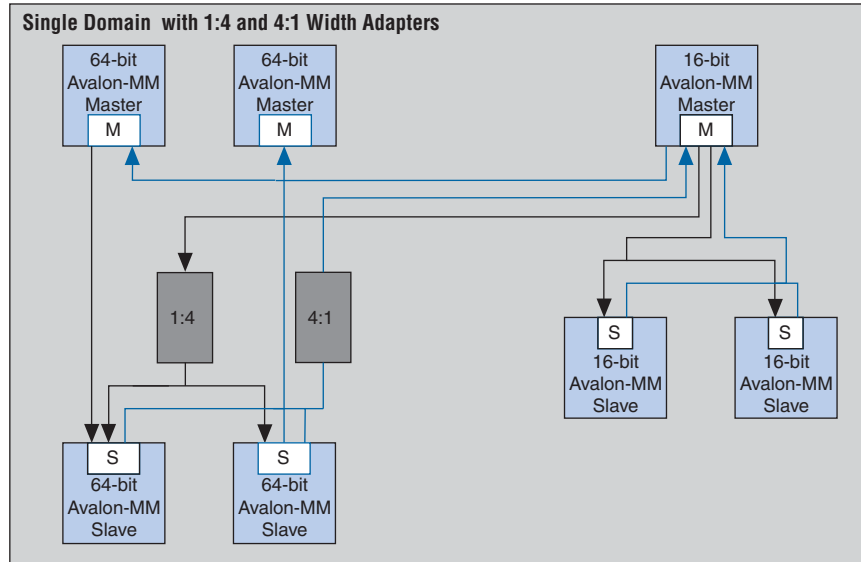 Single Domain with 1:4 and 4:1 Width Adapters
64-bit
Avalon-MM
Master
M
64-bit
Avalon-MM
Master
M
16-bit
Avalon-MM
Master
M
1:4
4:1
S
16-bit
Avalon-MM
Slave
S
16-bit
Avalon-MM
Slave
S
64-bit
Avalon-MM
Slave
S
64-bit
Avalon-MM
Slave